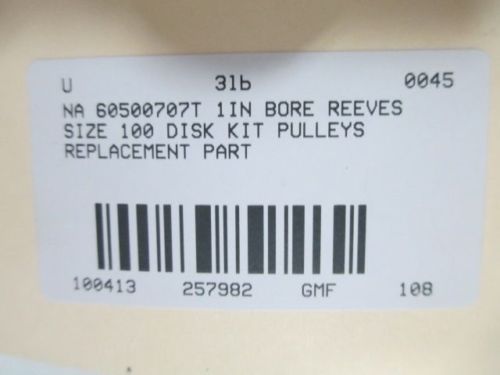 U 3lb 0045
NA 60500707T 1IN BORE REEVES
SIZE 100 DISK KIT PULLEYS
REPLACEMENT PART
100413 257982 GMF 108